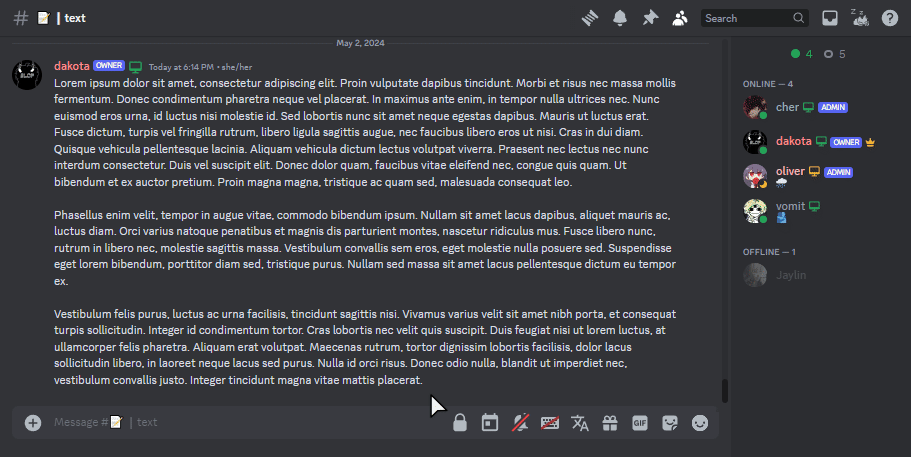 # 📝 | text
Search
May 2, 2024
dakota OWNER Today at 6:14 PM • she/her
Lorem ipsum dolor sit amet, consectetur adipiscing elit. Proin vulputate dapibus tincidunt. Morbi et risus nec massa mollis
fermentum. Donec condimentum pharetra neque vel placerat. In maximus ante enim, in tempor nulla ultrices nec. Nunc
euismod eros urna, id luctus nisi molestie id. Sed lobortis nunc sit amet neque egestas dapibus. Mauris ut luctus erat.
Fusce dictum, turpis vel fringilla rutrum, libero ligula sagittis augue, nec faucibus libero eros ut nisi. Cras in dui diam.
Quisque vehicula pellentesque lacinia. Aliquam vehicula dictum lectus volutpat viverra. Praesent nec lectus nec nunc
interdum consectetur. Duis vel suscipit elit. Donec dolor quam, faucibus vitae eleifend nec, congue quis quam. Ut
bibendum et ex auctor pretium. Proin magna magna, tristique ac quam sed, malesuada consequat leo.
Phasellus enim velit, tempor in augue vitae, commodo bibendum ipsum. Nullam sit amet lacus dapibus, aliquet mauris ac,
luctus diam. Orci varius natoque penatibus et magnis dis parturient montes, nascetur ridiculus mus. Fusce libero nunc,
rutrum in libero nec, molestie sagittis massa. Vestibulum convallis sem eros, eget molestie nulla posuere sed. Suspendisse
eget lorem bibendum, porttitor diam sed, tristique purus. Nullam sed massa sit amet lacus pellentesque dictum eu tempor
ex.
Vestibulum felis purus, luctus ac urna facilisis, tincidunt sagittis nisi. Vivamus varius velit sit amet nibh porta, et consequat
turpis sollicitudin. Integer id condimentum tortor. Cras lobortis nec velit quis suscipit. Duis feugiat nisi ut lorem luctus, at
ullamcorper felis pharetra. Aliquam erat volutpat. Maecenas rutrum, tortor dignissim lobortis facilisis, dolor lacus
sollicitudin libero, in laoreet neque lacus sed purus. Nulla id orci risus. Donec odio nulla, blandit ut imperdiet nec,
vestibulum convallis justo. Integer tincidunt magna vitae mattis placerat.
Message #📝 | text
GIF
4 5
ONLINE — 4
cher ADMIN
dakota OWNER
oliver ADMIN
vomit
OFFLINE — 1
Jaylin